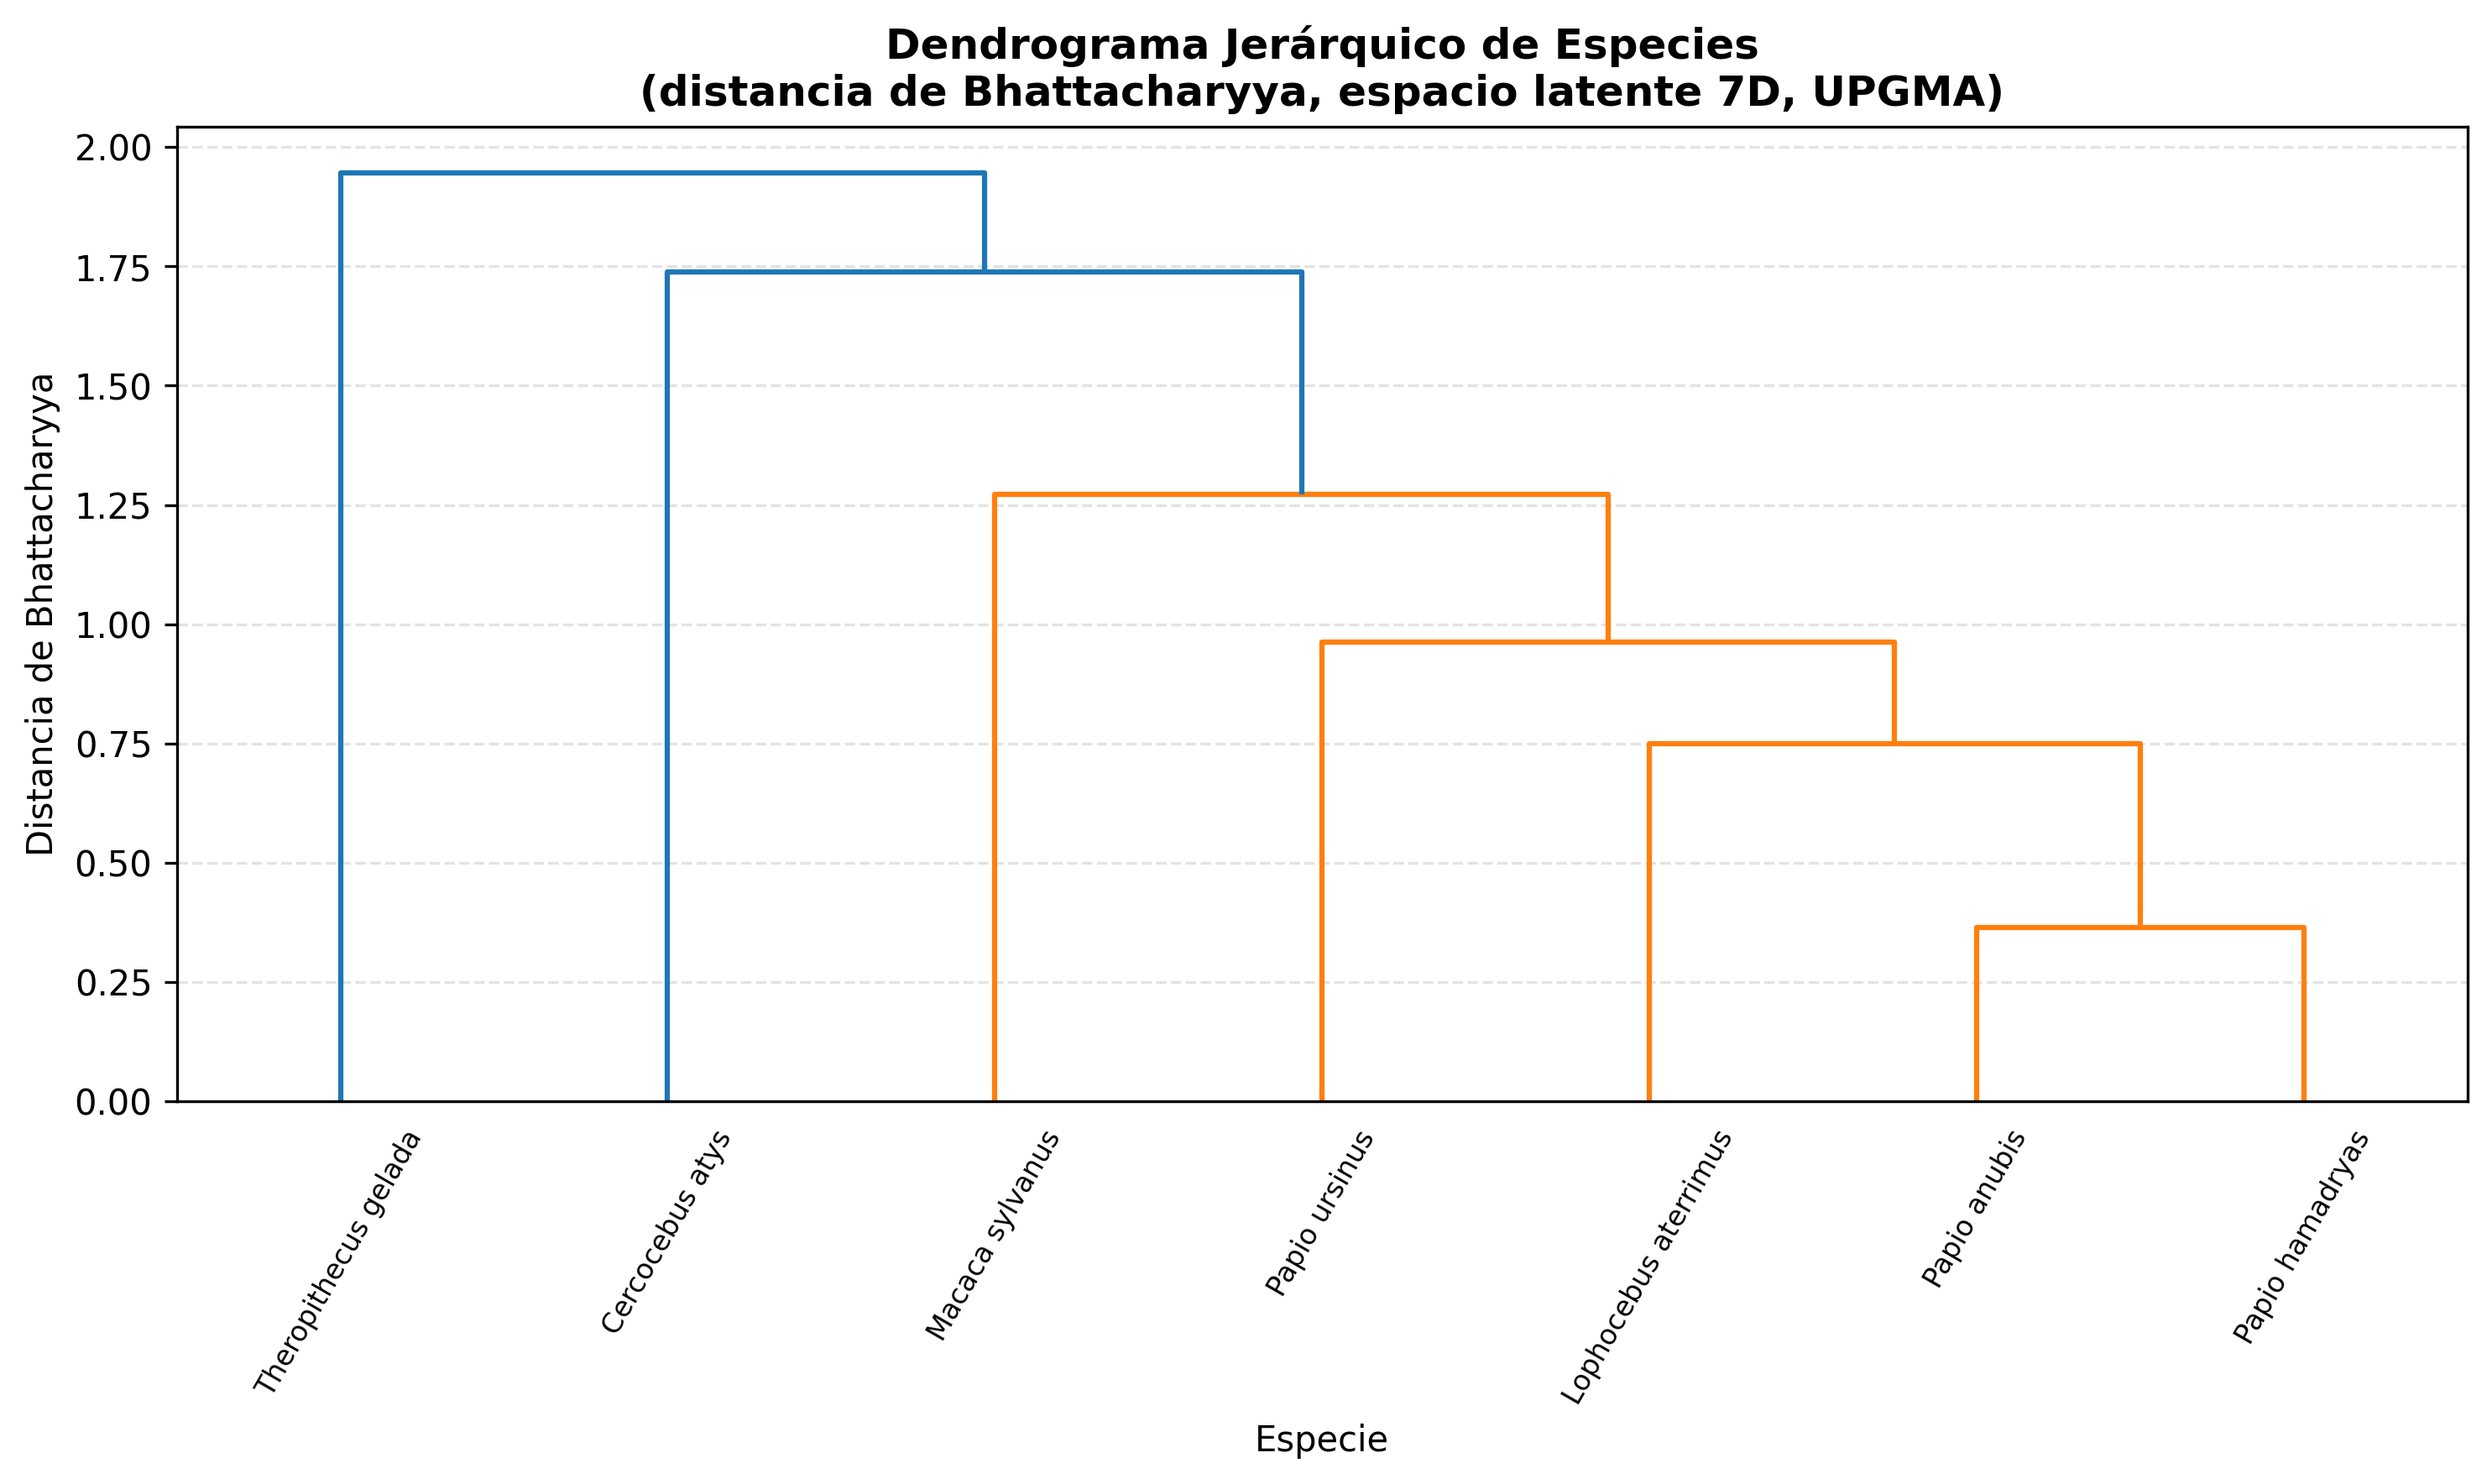 Dendrograma Jerárquico de Especies
(distancia de Bhattacharyya, espacio latente 7D, UPGMA)
Distancia de Bhattacharyya
2.00
1.75
1.50
1.25
1.00
0.75
0.50
0.25
0.00
Theropithecus gelada
Cercocebus atys
Macaca sylvanus
Papio ursinus
Lophocebus aterrimus
Papio anubis
Papio hamadryas
Especie